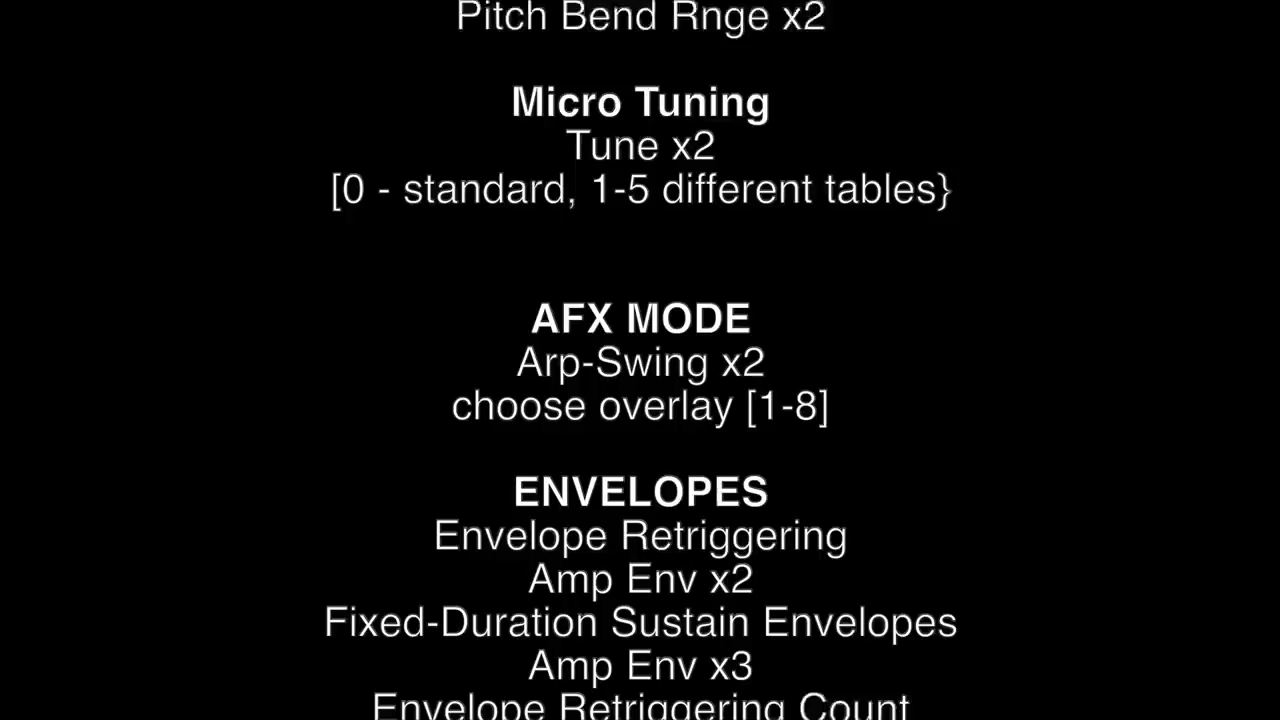 Pitch Bend Rnge x2
Micro Tuning
Tune x2
[0 - standard, 1-5 different tables}
AFX MODE
Arp-Swing x2
choose overlay [1-8]
ENVELOPES
Envelope Retriggering
Amp Env x2
Fixed-Duration Sustain Envelopes
Amp Env x3
Envelope Retriggering Count